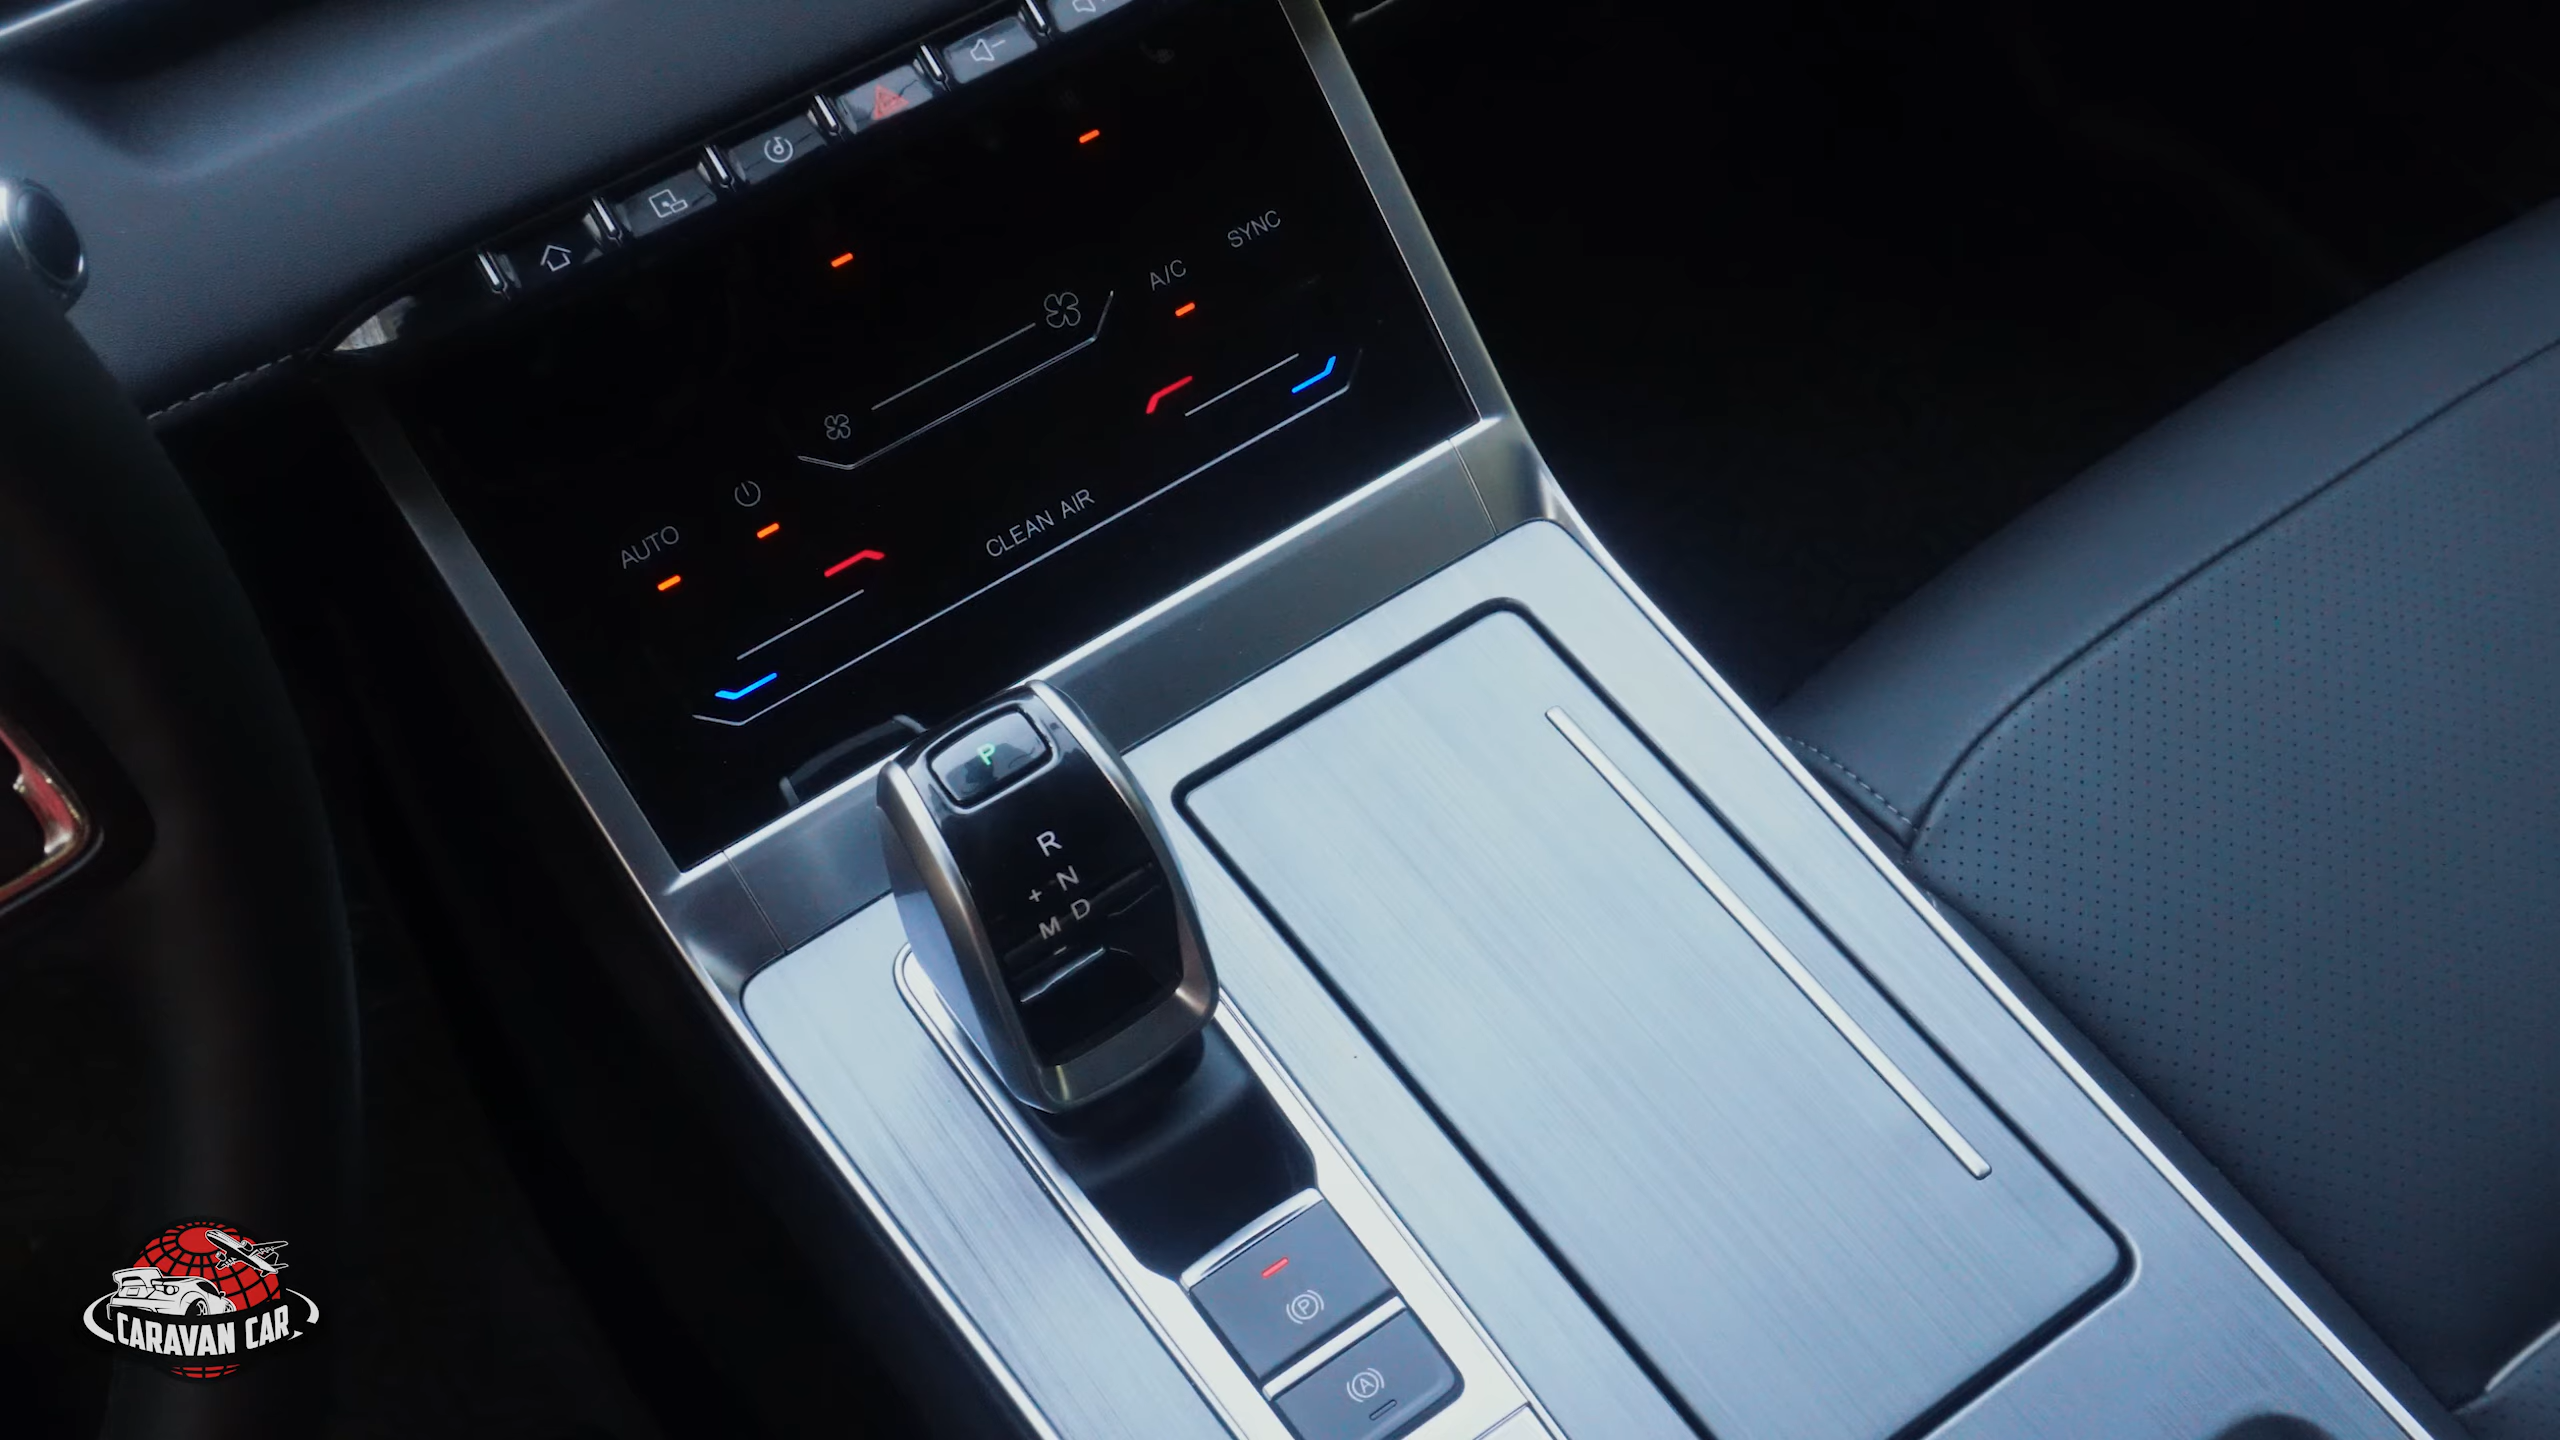 SYNC
A/C
AUTO
CLEAN AIR
P
R
+ N
M D
-
P
A
CARAVAN CAR